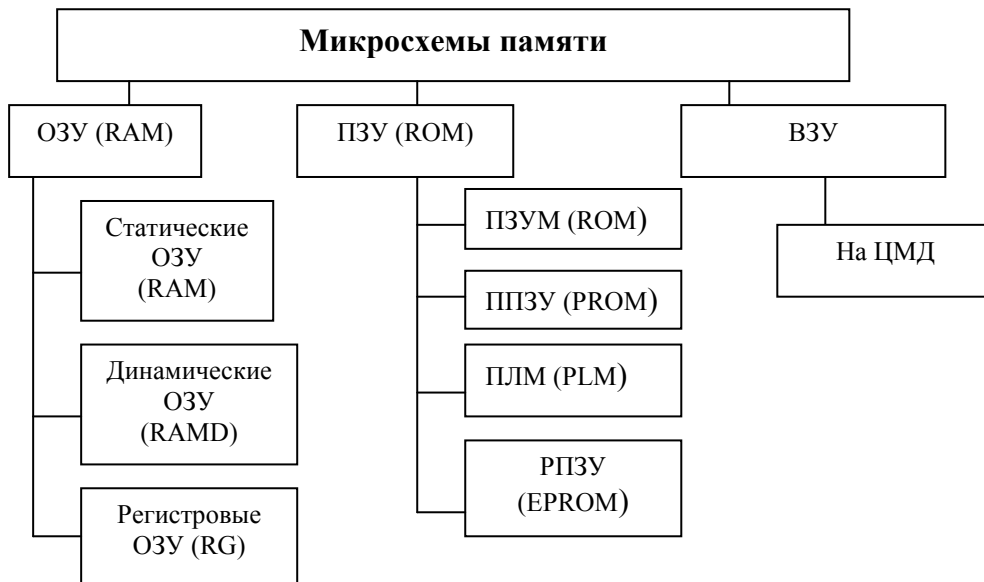 Микросхемы памяти
ОЗУ (RAM)
ПЗУ (ROM)
ВЗУ
Статические
ОЗУ
(RAM)
Динамические
ОЗУ
(RAMD)
Регистровые
ОЗУ (RG)
ПЗУМ (ROM)
ППЗУ (PROM)
ПЛМ (PLM)
РПЗУ
(EPROM)
На ЦМД